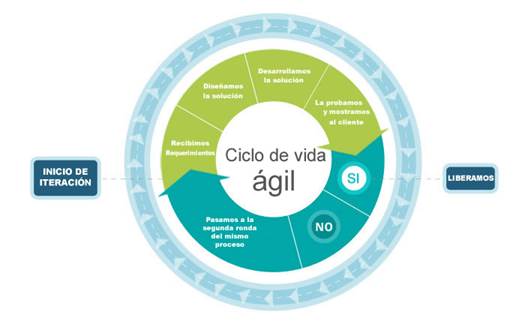 Desarrollamos
la solución
Diseñamos
la solución
La probamos
y mostramos
al cliente
Recibimos
Requerimientos
Ciclo de vida
ágil
INICIO DE
ITERACIÓN
SI
LIBERAMOS
Pasamos a la
segunda ronda
del mismo
proceso
NO